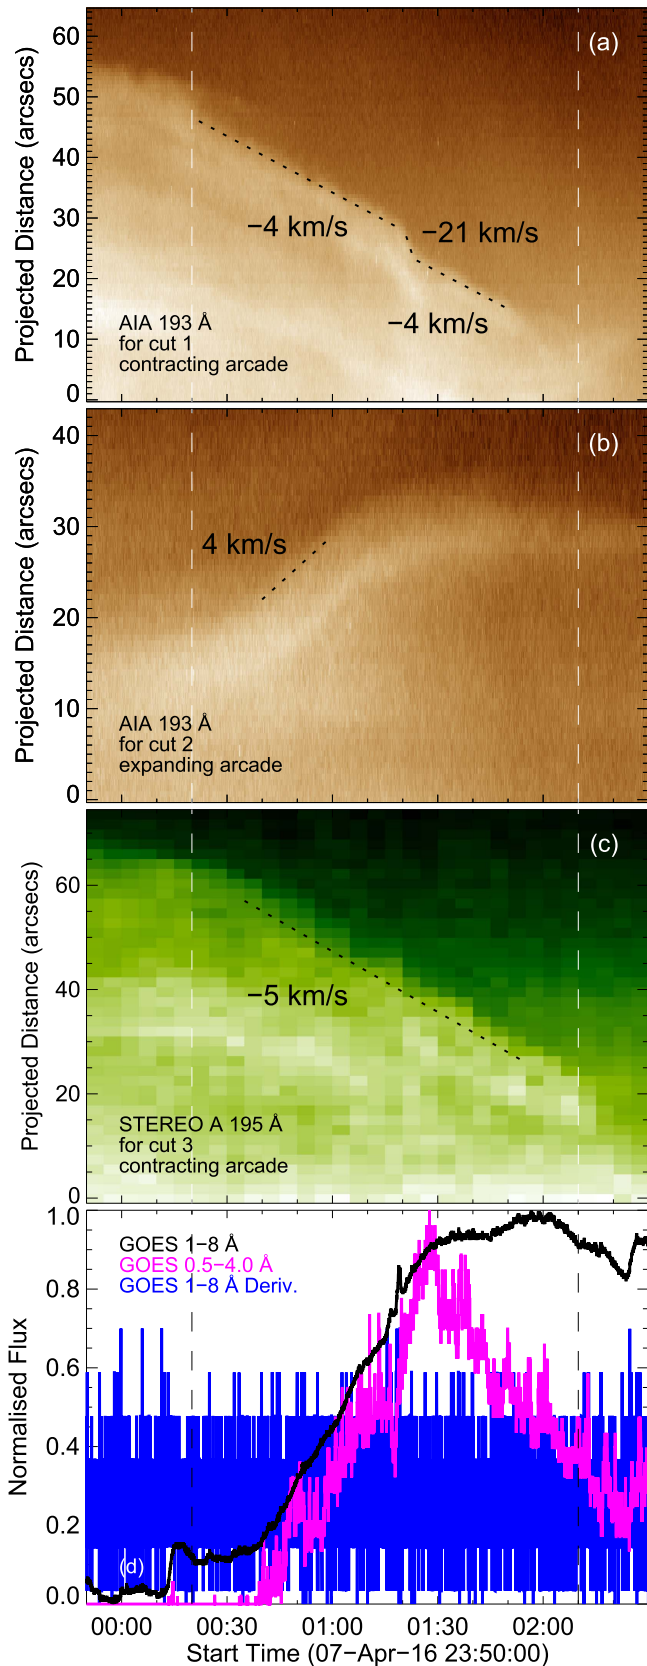 (a)
Projected Distance (arcsecs)
60
50
40
30
20
10
0
−4 km/s
−21 km/s
−4 km/s
AIA 193 Å
for cut 1
contracting arcade
(b)
Projected Distance (arcsecs)
40
30
20
10
0
4 km/s
AIA 193 Å
for cut 2
expanding arcade
(c)
Projected Distance (arcsecs)
60
40
20
0
−5 km/s
STEREO A 195 Å
for cut 3
contracting arcade
Normalised Flux
1.0
0.8
0.6
0.4
0.2
0.0
GOES 1−8 Å
GOES 0.5−4.0 Å
GOES 1−8 Å Deriv.
(d)
00:00 00:30 01:00 01:30 02:00
Start Time (07−Apr−16 23:50:00)